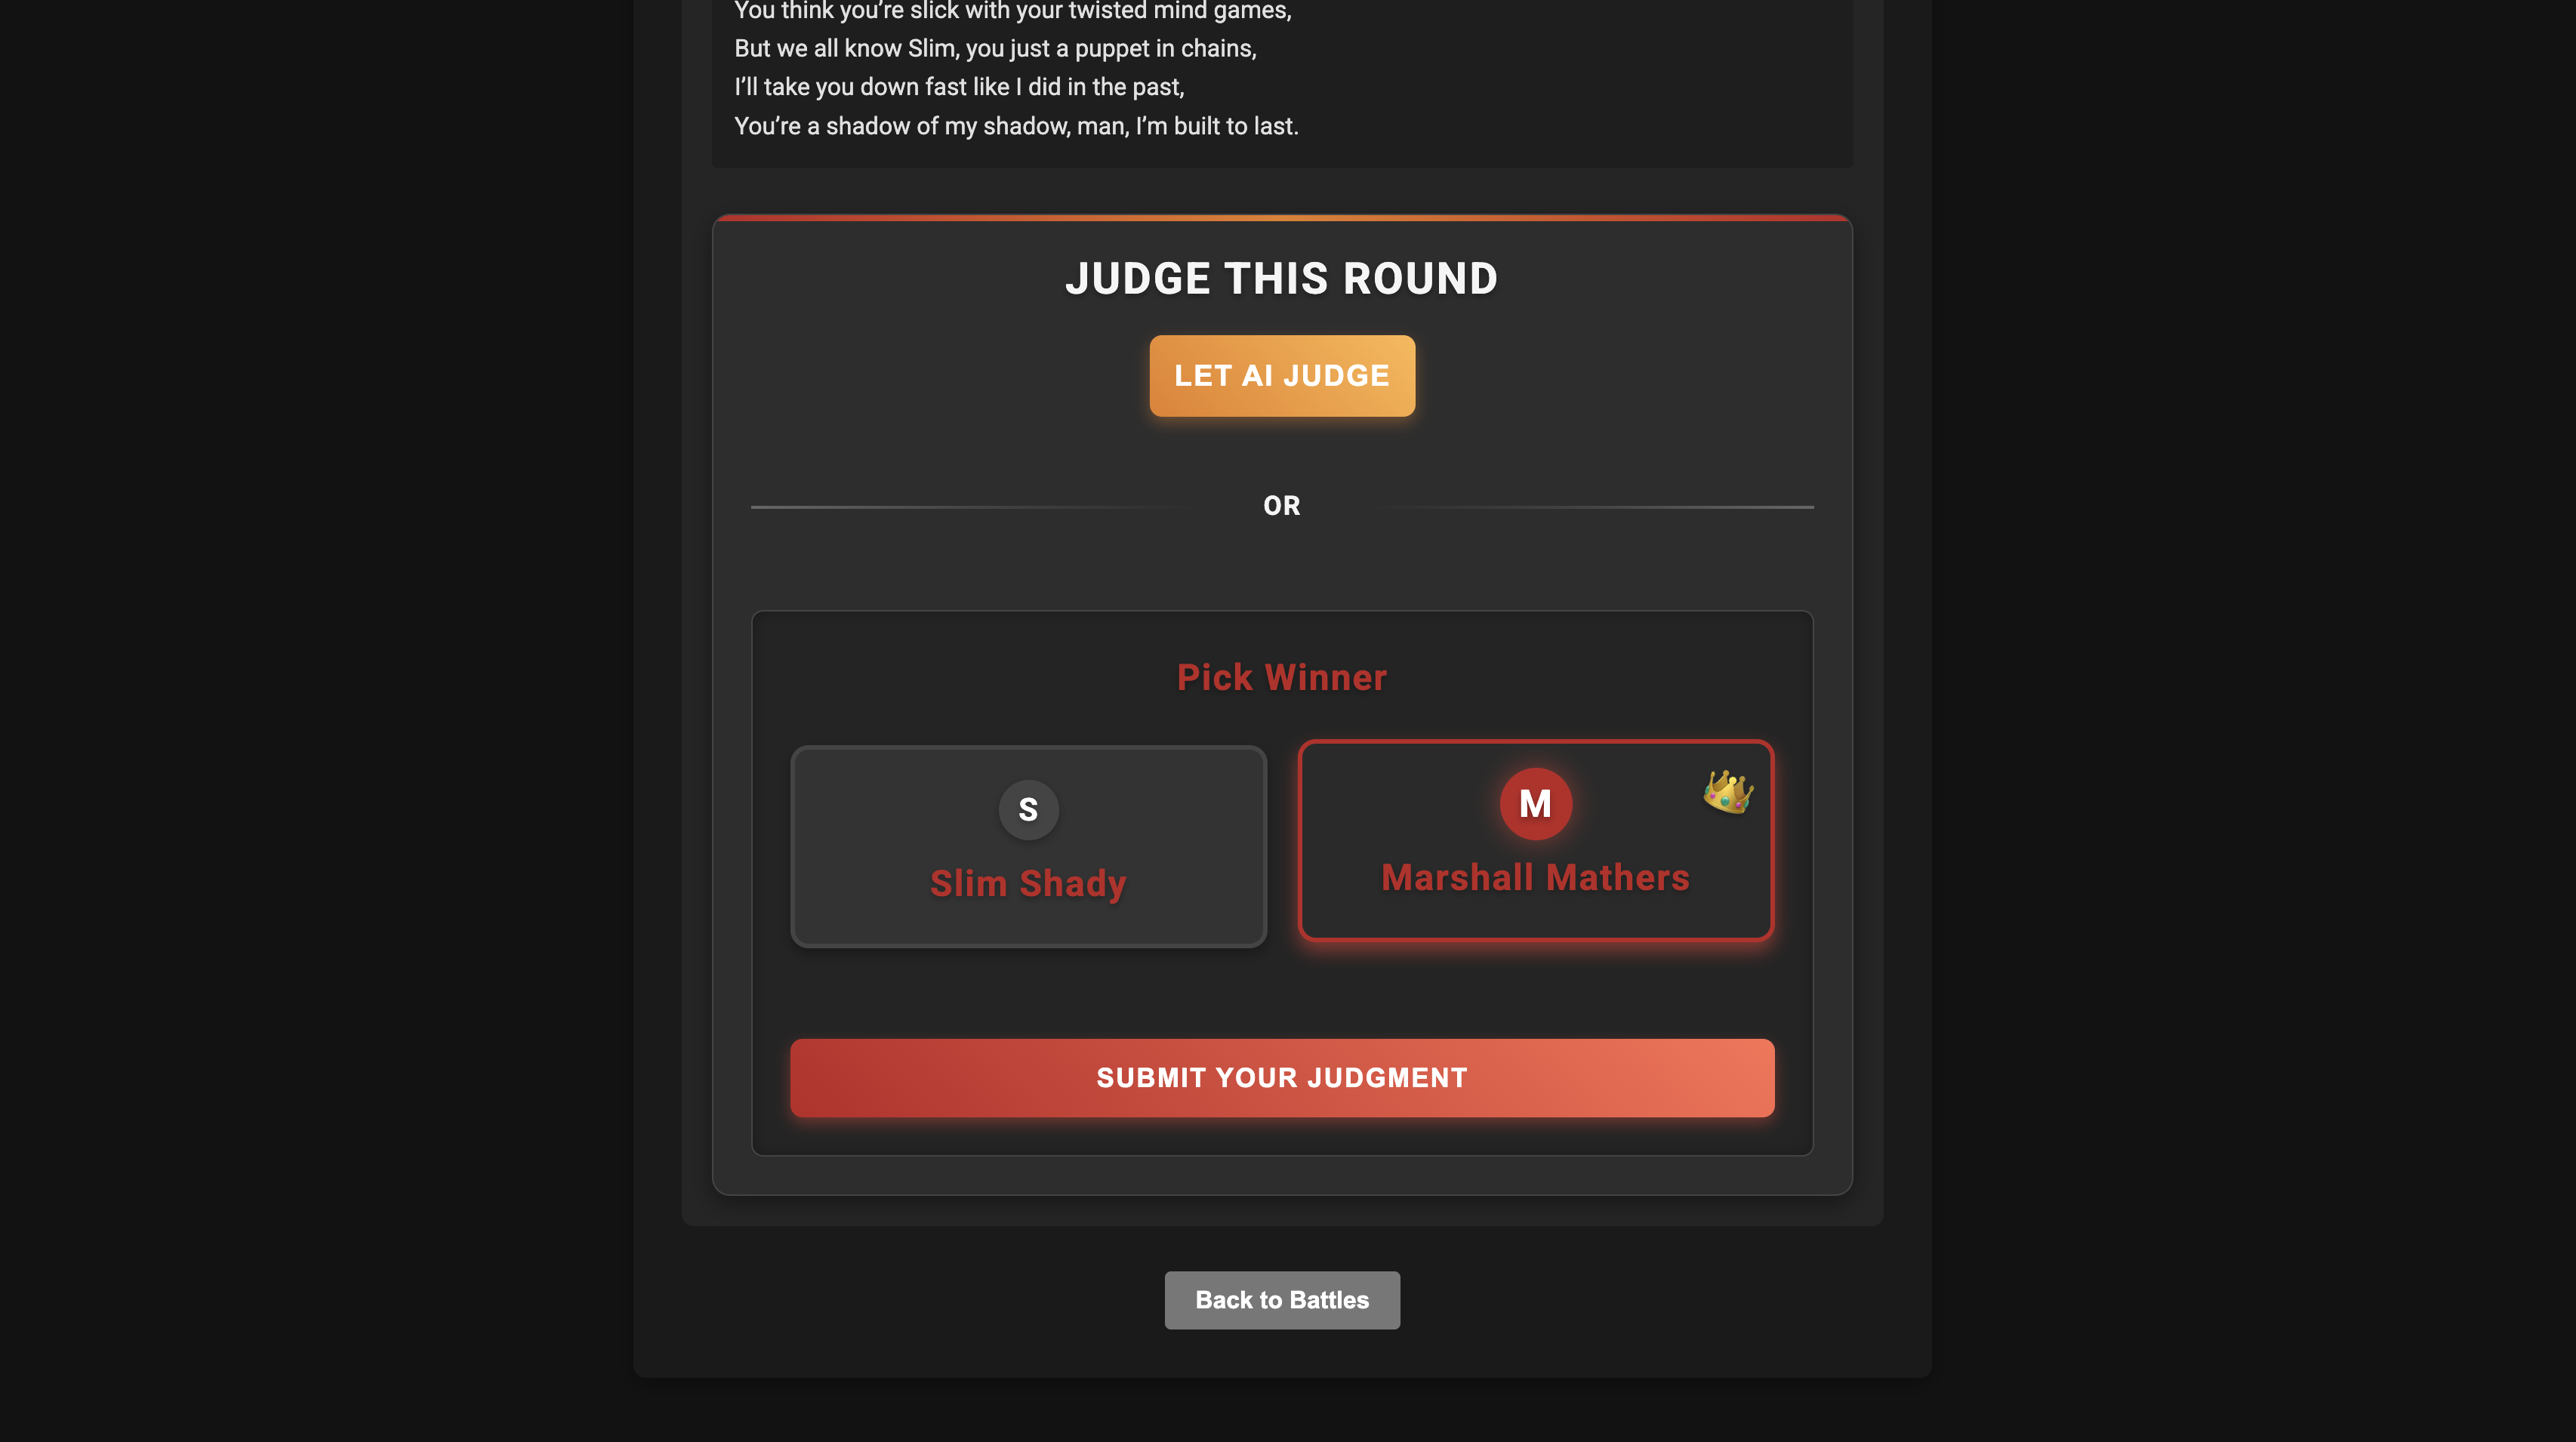 You think you’re slick with your twisted mind games,
But we all know Slim, you just a puppet in chains,
I’ll take you down fast like I did in the past,
You’re a shadow of my shadow, man, I’m built to last.
JUDGE THIS ROUND
LET AI JUDGE
OR
Pick Winner
S
Slim Shady
M
Marshall Mathers
SUBMIT YOUR JUDGMENT
Back to Battles